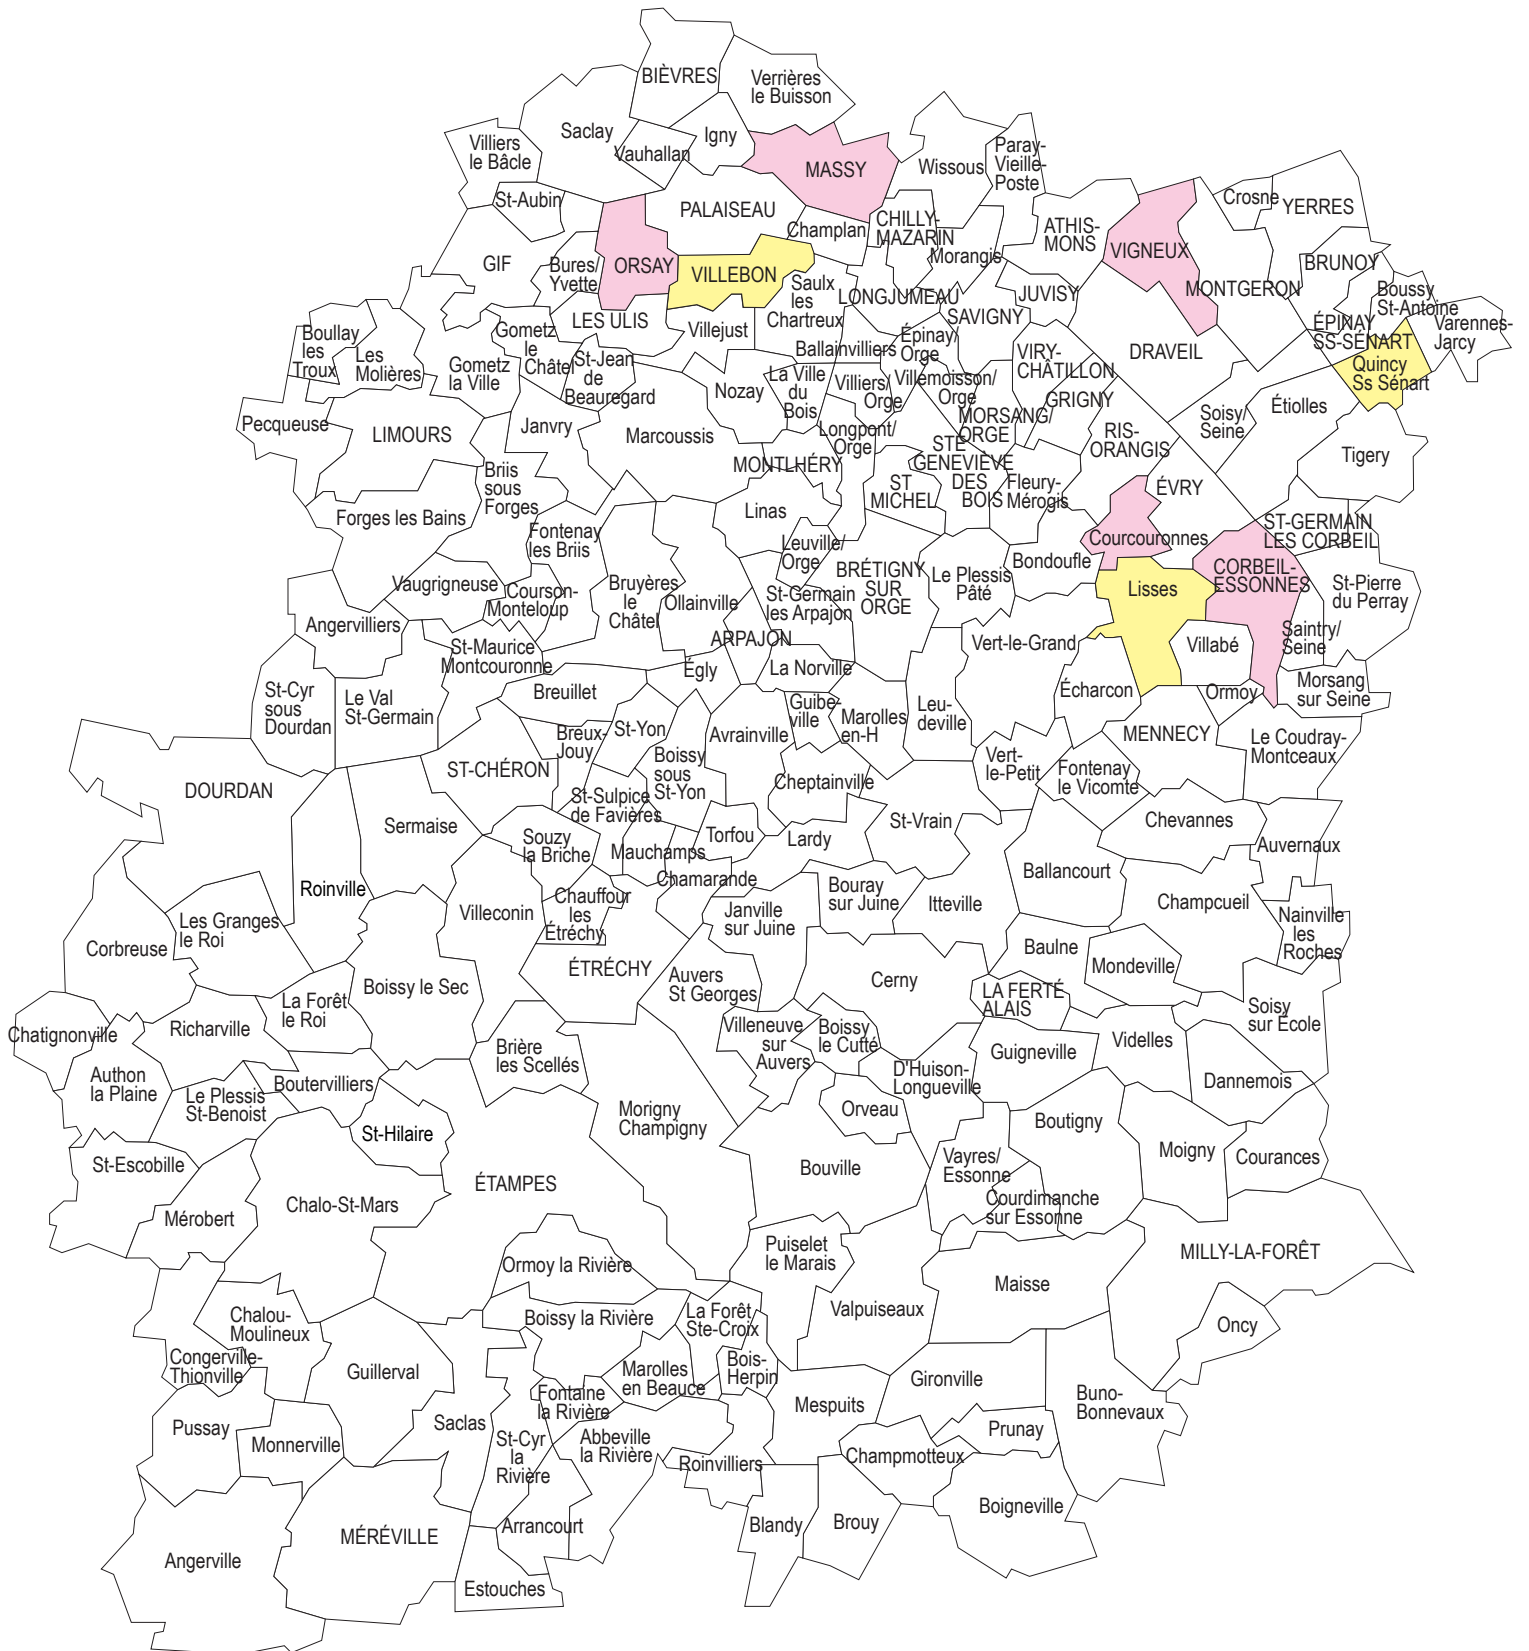 BIÈVRES
Verrières
le Buisson
Saclay
Igny
Villiers
le Bâcle
Vauhallan
MASSY
Wissous
Paray-
Vieille-
Poste
St-Aubin
PALAISEAU
Crosne
YERRES
Champlan
CHILLY-
MAZARIN
ATHIS-
MONS
Morangis
VIGNEUX
GIF
Bures/
Yvette
ORSAY
VILLEBON
BRUNOY
MONTGERON
Saulx
les
Chartreux
LONGJUMEAU
JUVISY
Boussy
St-Antoine
SAVIGNY
LES ULIS
Villejust
ÉPINAY
SS-SÉNART
Varennes-
Jarcy
Boullay
les
Troux
Les
Molières
Gometz
le
Châtel
Gometz
la Ville
St-Jean
de
Beauregard
Ballainvilliers
Épinay/
Orge
VIRY-
CHÂTILLON
DRAVEIL
Quincy
Ss Sénart
Nozay
La Ville
du
Bois
Villiers/
Orge
Villemoisson/
Orge
GRIGNY
Étiolles
Soisy/
Seine
Pecqueuse
LIMOURS
Janvry
Marcoussis
Longpont/
Orge
MORSANG/
ORGE
RIS-
ORANGIS
Tigery
MONTLHÉRY
STE
GENEVIÈVE
DES
BOIS
Briis
sous
Forges
ST
MICHEL
Fleury-
Mérogis
ÉVRY
Forges les Bains
Linas
Fontenay
les Briis
Leuville/
Orge
Courcouronnes
ST-GERMAIN
LES CORBEIL
Bondoufle
BRÉTIGNY
SUR
ORGE
Le Plessis
Pâté
CORBEIL-
ESSONNES
Lisses
St-Pierre
du Perray
Vaugrigneuse
Courson-
Monteloup
Bruyères
le
Châtel
Ollainville
St-Germain
les Arpajon
Angervilliers
ARPAJON
Vert-le-Grand
Villabé
Saintry/
Seine
St-Maurice
Montcouronne
Égly
La Norville
St-Cyr
sous
Dourdan
Le Val
St-Germain
Breuillet
Écharcon
Ormoy
Morsang
sur Seine
Guibe-
ville
Marolles
en-H
Leu-
deville
Breux-
Jouy
St-Yon
Avrainville
MENNECY
Le Coudray-
Montceaux
ST-CHÉRON
Boissy
sous
St-Yon
Vert-
le-Petit
Fontenay
le Vicomte
DOURDAN
Cheptainville
St-Sulpice
de Favières
Sermaise
Souzy
la Briche
Torfou
Lardy
St-Vrain
Chevannes
Mauchamps
Auvernaux
Chamarande
Ballancourt
Roinville
Villeconin
Chauffour
les
Étréchy
Bouray
sur Juine
Itteville
Champcueil
Les Granges
le Roi
Janville
sur Juine
Nainville
les
Roches
Corbreuse
Baulne
Mondeville
ÉTRÉCHY
Auvers
St Georges
Cerny
Boissy le Sec
La Forêt
le Roi
LA FERTÉ
ALAIS
Soisy
sur École
Chatignonville
Richarville
Villeneuve
sur
Auvers
Boissy
le Cutté
Brière
les Scellés
Guigneville
Videlles
Authon
la Plaine
Le Plessis
St-Benoist
Boutervilliers
D'Huison-
Longueville
Dannemois
Morigny
Champigny
Orveau
Boutigny
St-Hilaire
Moigny
Courances
St-Escobille
Bouville
Vayres/
Essonne
ÉTAMPES
Chalo-St-Mars
Courdimanche
sur Essonne
Mérobert
Puiselet
le Marais
MILLY-LA-FORÊT
Ormoy la Rivière
Maisse
Valpuiseaux
Chalou-
Moulineux
Boissy la Rivière
La Forêt
Ste-Croix
Oncy
Congerville-
Thionville
Guillerval
Marolles
en Beauce
Bois-
Herpin
Gironville
Buno-
Bonnevaux
Fontaine
la Rivière
Mespuits
Pussay
Saclas
Monnerville
St-Cyr
la
Rivière
Abbeville
la Rivière
Prunay
Roinvilliers
Champmotteux
Boigneville
Arrancourt
Blandy
Brouy
MÉRÉVILLE
Angerville
Estouches